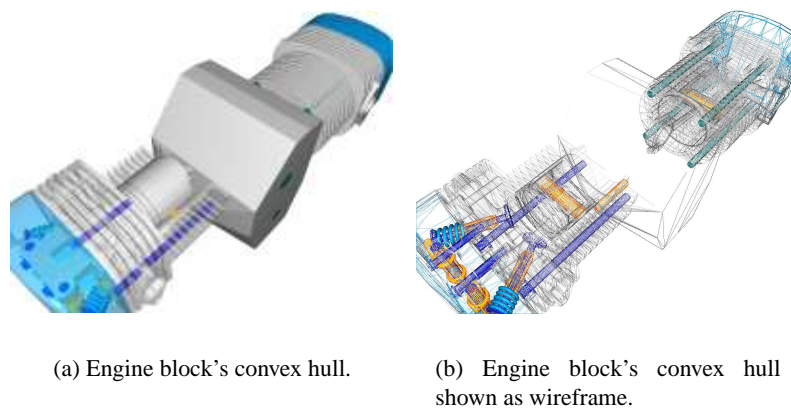 (a) Engine block's convex hull.
(b) Engine block's convex hull
shown as wireframe.